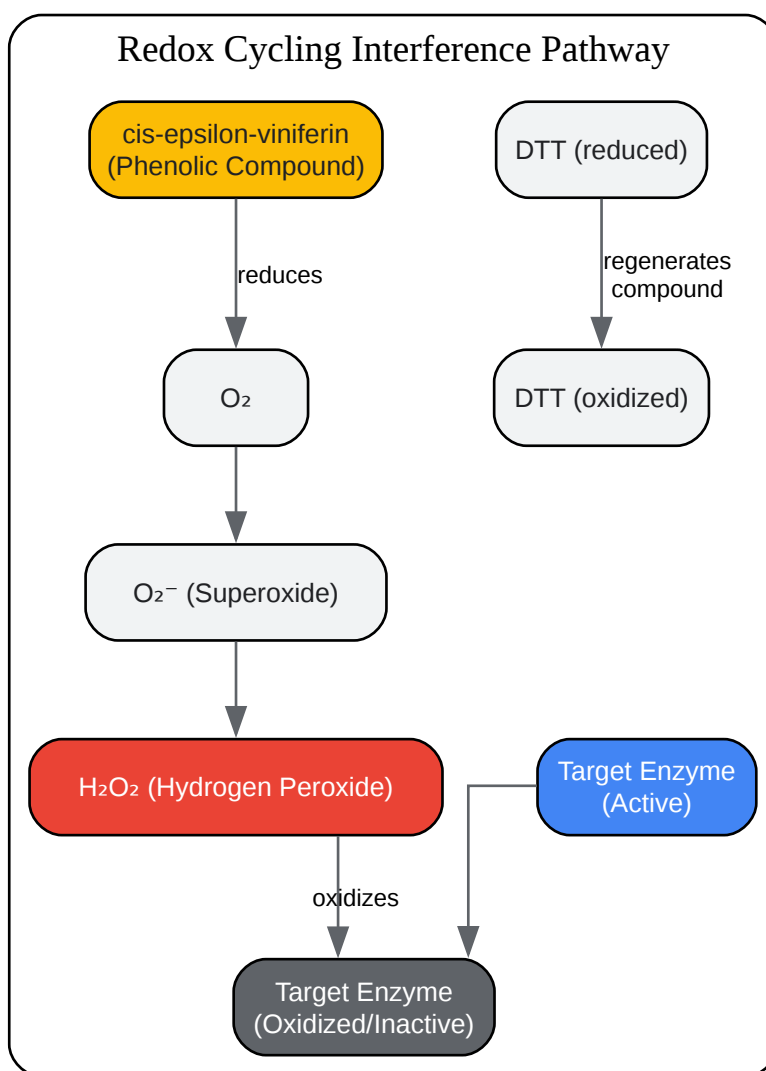 Redox Cycling Interference Pathway
cis-epsilon-viniferin
(Phenolic Compound)
DTT (reduced)
reduces
regenerates
compound
O₂
DTT (oxidized)
O₂⁻ (Superoxide)
H₂O₂ (Hydrogen Peroxide)
Target Enzyme
(Active)
oxidizes
Target Enzyme
(Oxidized/Inactive)